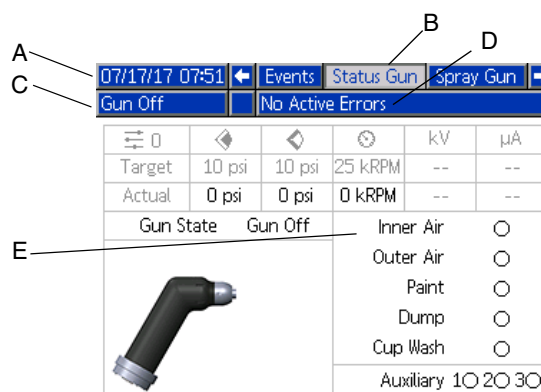 B
A
D
07/17/17 07:51 Events Status Gun Spray Gun
C
Gun Off No Active Errors
0 kV µA
Target 10 psi 10 psi 25 kRPM -- --
Actual 0 psi 0 psi 0 kRPM -- --
Gun State Gun Off
Inner Air
E
Outer Air
Paint
Dump
Cup Wash
Auxiliary 1 2 3